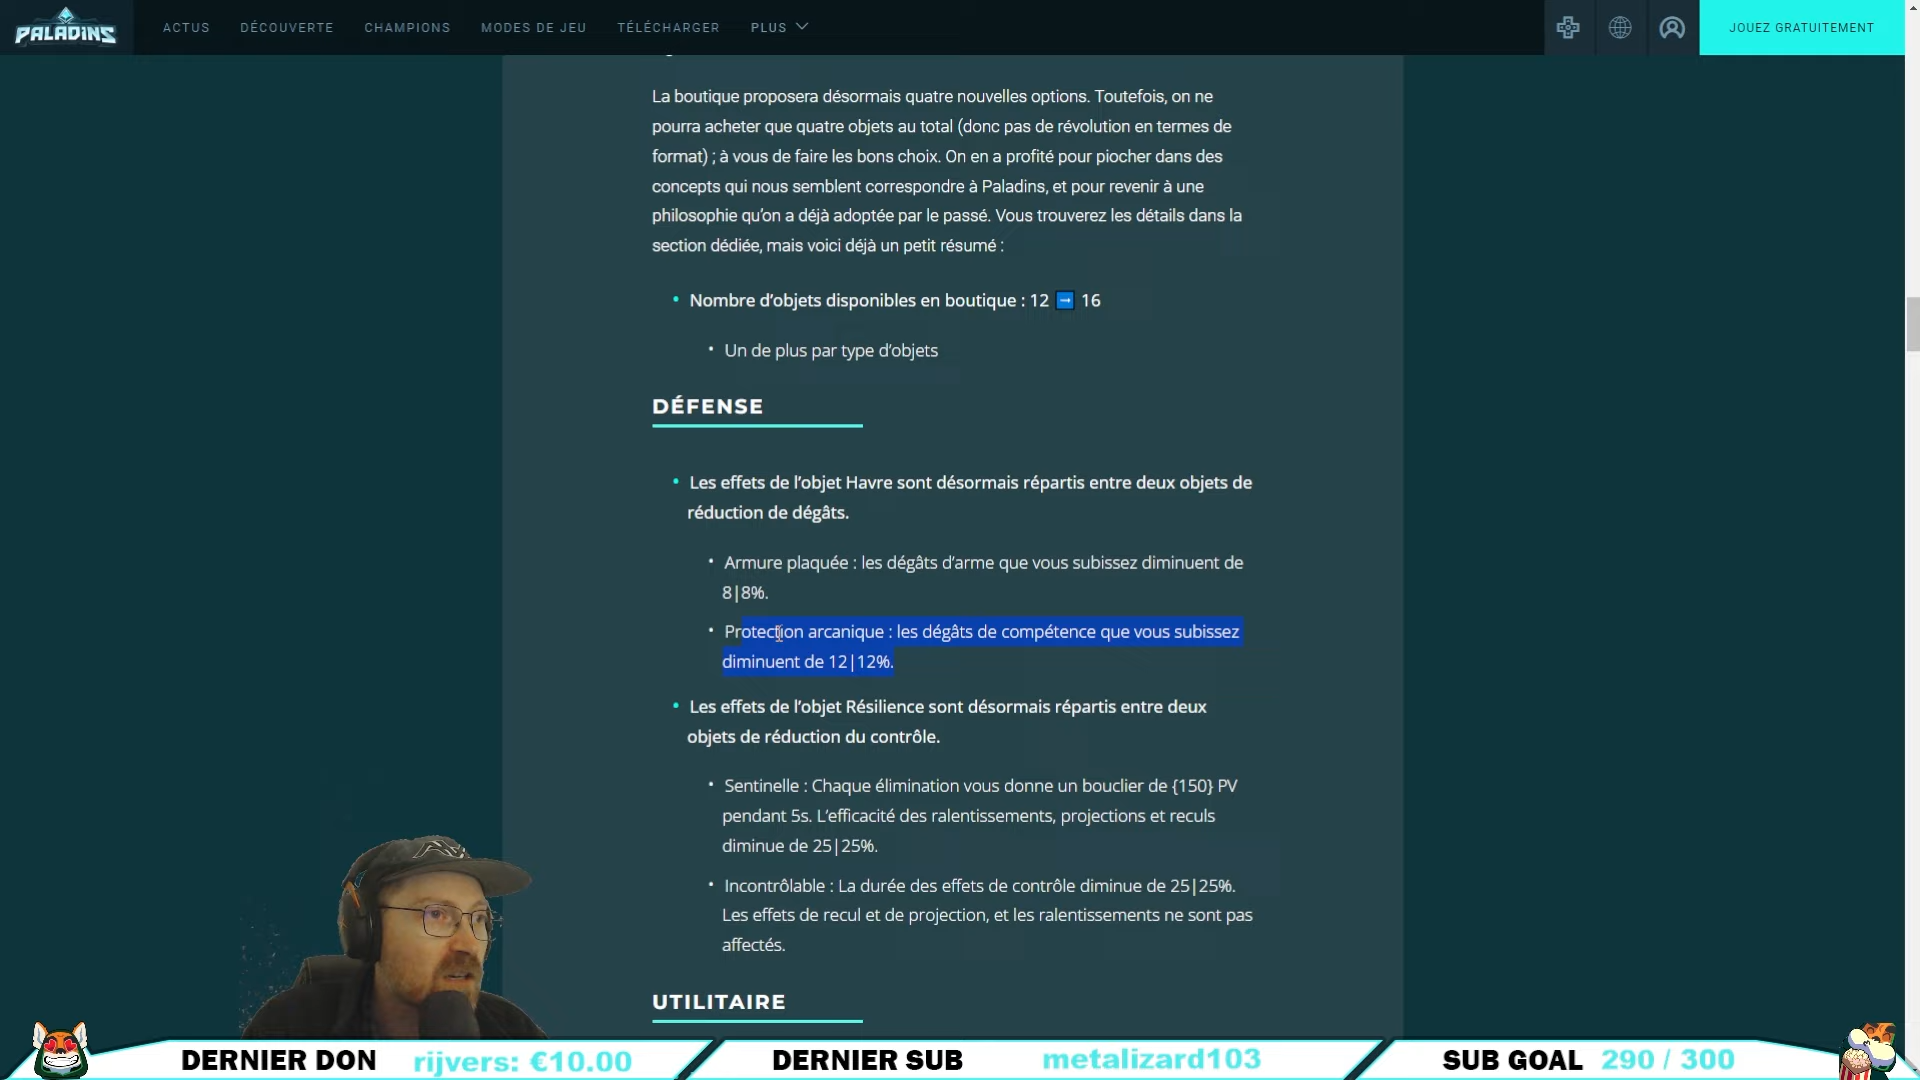 PALADINS
ACTUS
DÉCOUVERTE
CHAMPIONS
MODES DE JEU
TÉLÉCHARGER
PLUS
JOUEZ GRATUITEMENT
La boutique proposera désormais quatre nouvelles options. Toutefois, on ne
pourra acheter que quatre objets au total (donc pas de révolution en termes de
format) ; à vous de faire les bons choix. On en a profité pour piocher dans des
concepts qui nous semblent correspondre à Paladins, et pour revenir à une
philosophie qu’on a déjà adoptée par le passé. Vous trouverez les détails dans la
section dédiée, mais voici déjà un petit résumé :
• Nombre d’objets disponibles en boutique : 12 ➡ 16
• Un de plus par type d’objets
DÉFENSE
• Les effets de l’objet Havre sont désormais répartis entre deux objets de
réduction de dégâts.
• Armure plaquée : les dégâts d’arme que vous subissez diminuent de
8|8%.
• Protection arcanique : les dégâts de compétence que vous subissez
diminuent de 12|12%.
• Les effets de l’objet Résilience sont désormais répartis entre deux
objets de réduction du contrôle.
• Sentinelle : Chaque élimination vous donne un bouclier de {150} PV
pendant 5s. L’efficacité des ralentissements, projections et reculs
diminue de 25|25%.
• Incontrôlable : La durée des effets de contrôle diminue de 25|25%.
Les effets de recul et de projection, et les ralentissements ne sont pas
affectés.
UTILITAIRE
DERNIER DON rijvers: €10.00
DERNIER SUB metalizard103
SUB GOAL 290 / 300